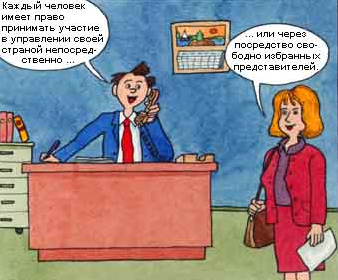 Каждый человек
имеет право
принимать участие
в управлении своей
страной непосред-
ственно ...
... или через
посредство сво-
бодно избранных
представителей.